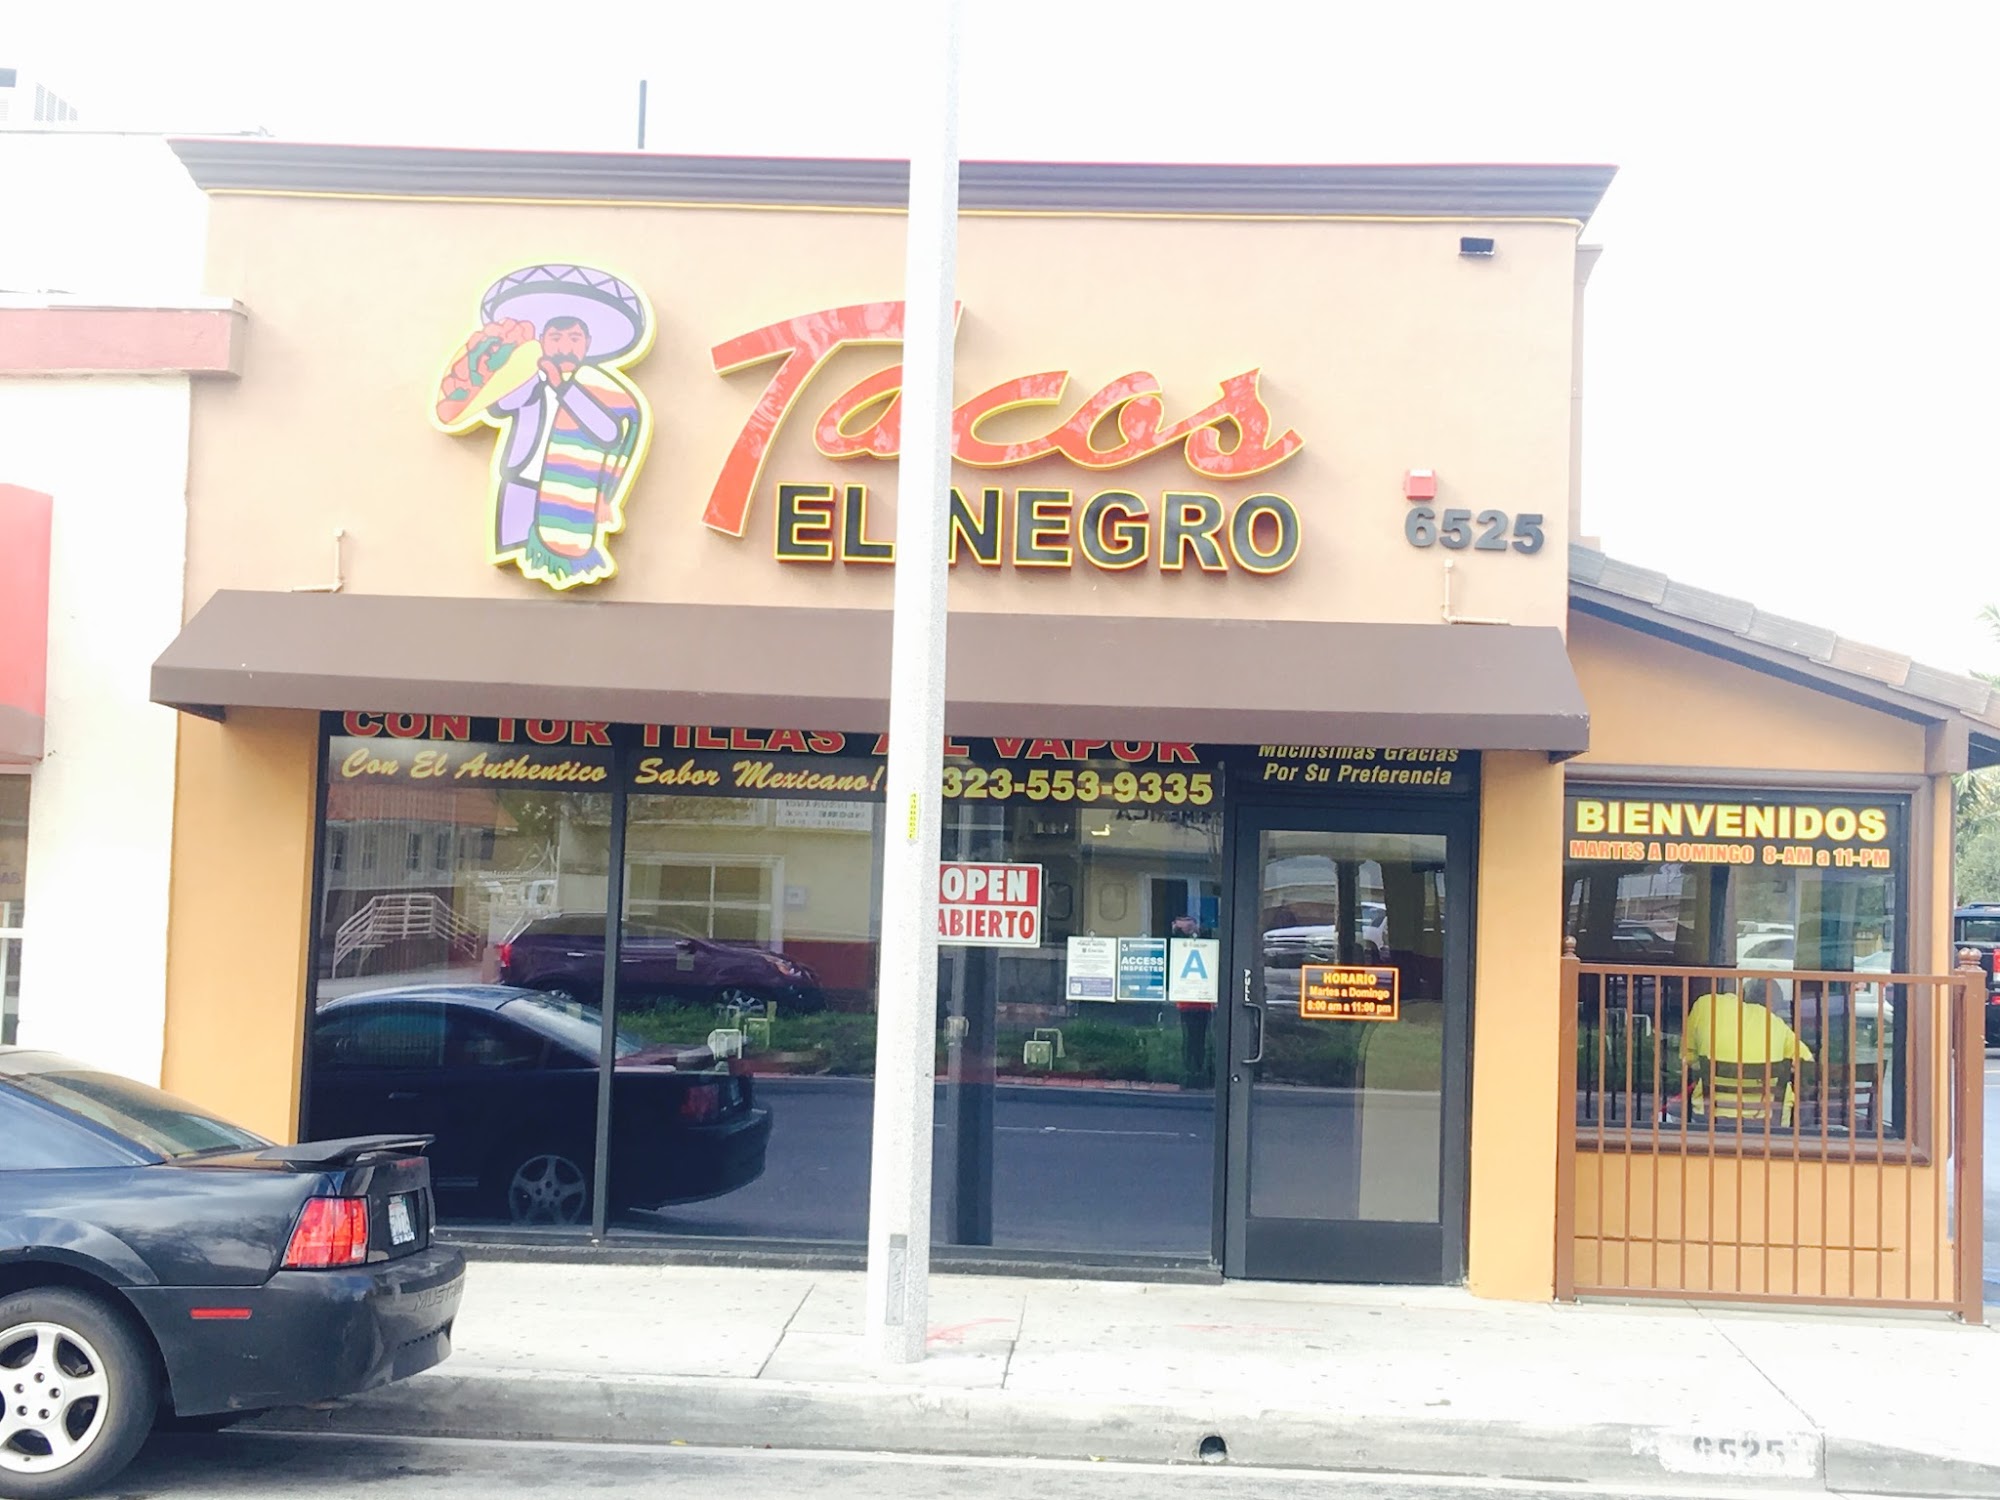 Tacos
EL NEGRO
6525
CON TORTILLAS AL VAPOR
Con El Authentico Sabor Mexicano!
323-553-9335
Muchisimas Gracias
Por Su Preferencia
BIENVENIDOS
MARTES A DOMINGO 8-AM a 11-PM
OPEN
ABIERTO
ACCESS
INSPECTED
A
PULL
HORARIO
Martes a Domingo
8:00 am a 11:00 pm
MUSTANG
6525